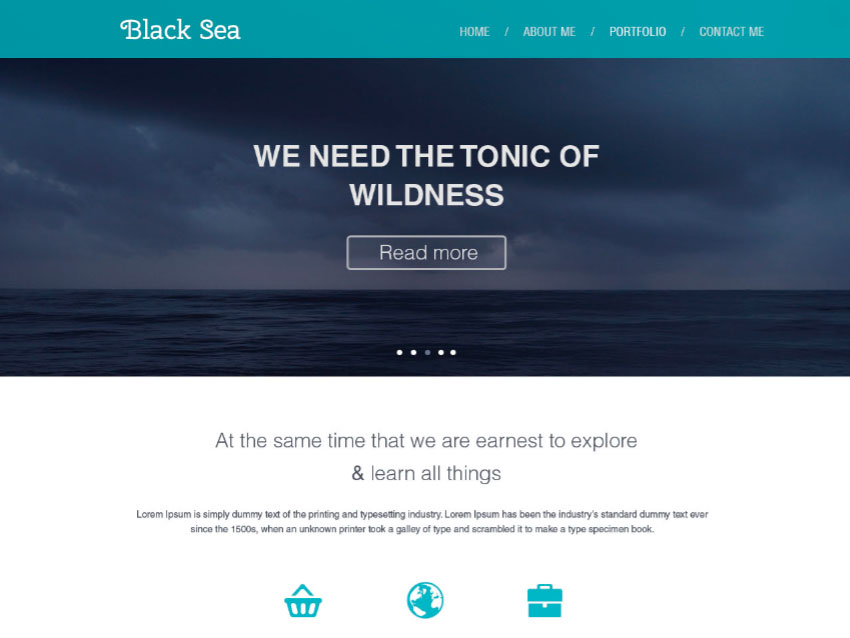 Black Sea
HOME / ABOUT ME / PORTFOLIO / CONTACT ME
WE NEED THE TONIC OF
WILDNESS
Read more
At the same time that we are earnest to explore
& learn all things
Lorem Ipsum is simply dummy text of the printing and typesetting industry. Lorem Ipsum has been the industry's standard dummy text ever
since the 1500s, when an unknown printer took a galley of type and scrambled it to make a type specimen book.